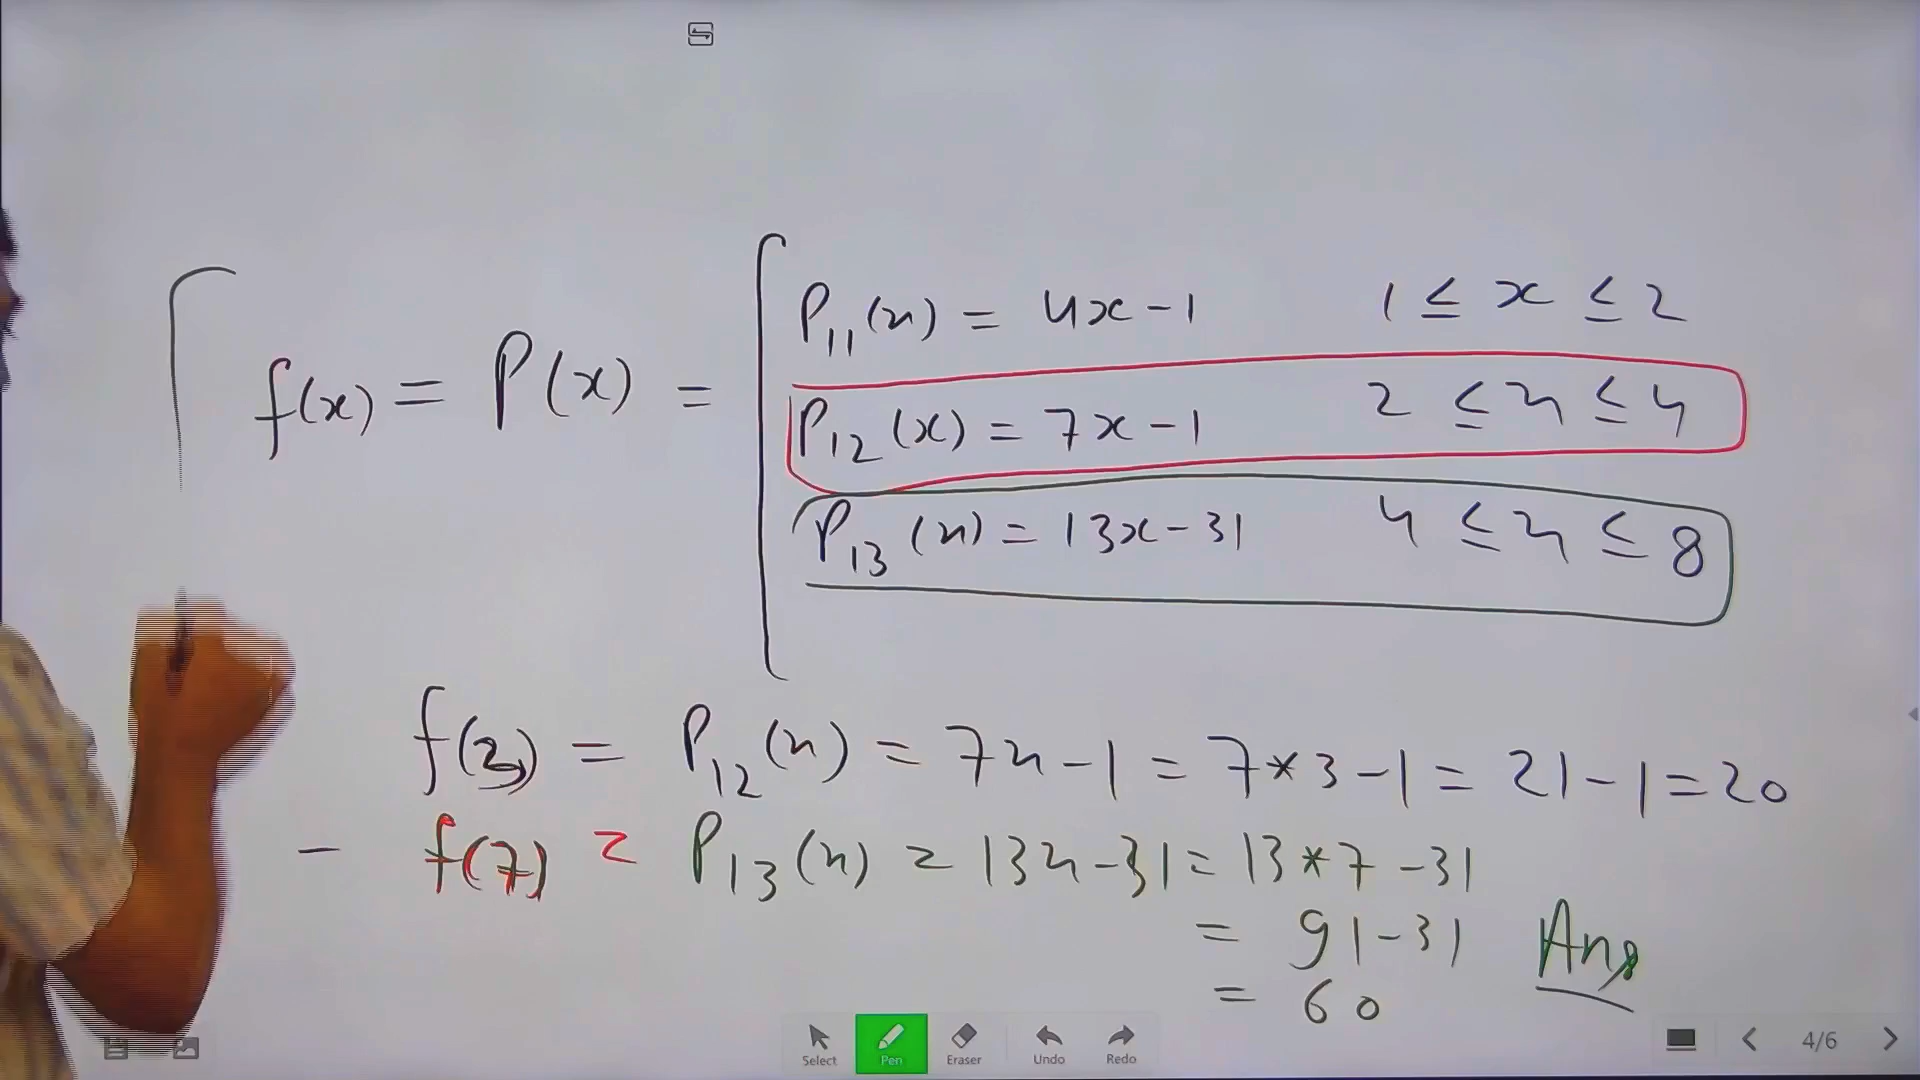 P₁₁(x) = 4x-1 1 ≤ x ≤ 2
f(x) = P(x) =
P₁₂(x) = 7x-1 2 ≤ x ≤ 4
P₁₃(x) = 13x-31 4 ≤ x ≤ 8
f(3) = P₁₂(x) = 7x-1 = 7*3-1 = 21-1=20
- f(7) = P₁₃(x) = 13x-31 = 13*7-31
= 91-31 Ans
= 60
Select Pen Eraser Undo Redo 4/6